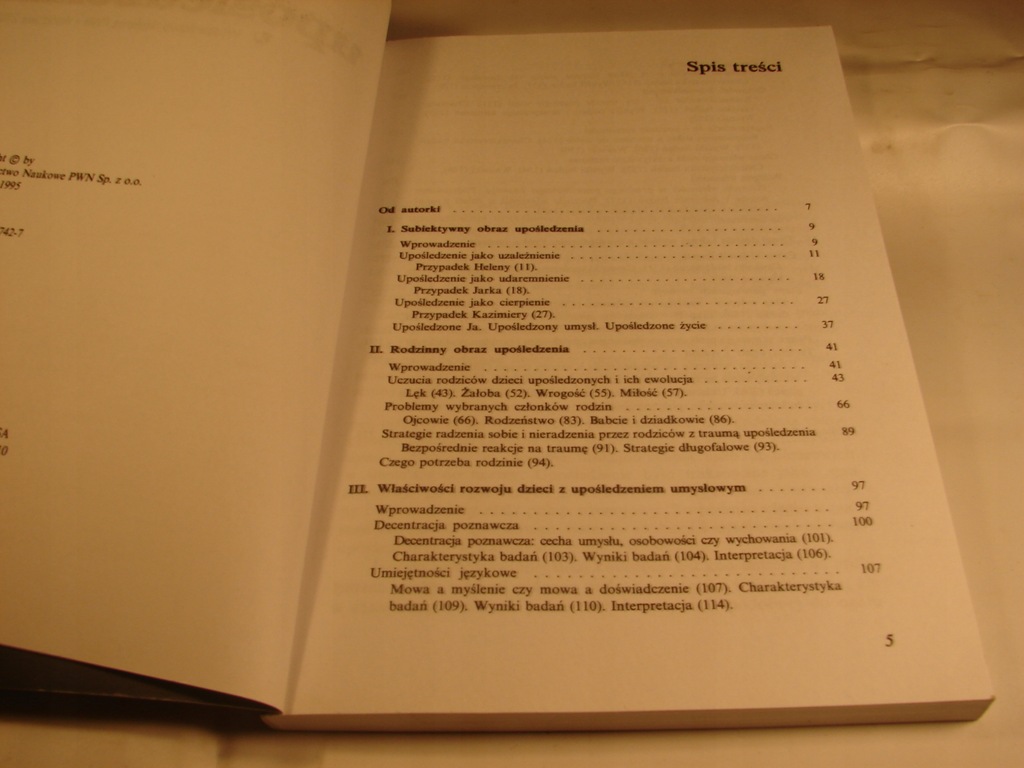 © by
Naukowe PWN Sp. z o.o.
1995
742-7
Spis treści
Od autorki . . . . . . . . . . 7
I. Subiektywny obraz upośledzenia . . . . . . . . . . 9
Wprowadzenie . . . . . . . . . . 9
Upośledzenie jako uzależnienie . . . . . . . . . . 11
Przypadek Heleny (11).
Upośledzenie jako udaremnienie . . . . . . . . . . 18
Przypadek Jarka (18).
Upośledzenie jako cierpienie . . . . . . . . . . 27
Przypadek Kazimiery (27).
Upośledzone Ja. Upośledzony umysł. Upośledzone życie . . . . . . . . . . 37
II. Rodzinny obraz upośledzenia . . . . . . . . . . 41
Wprowadzenie . . . . . . . . . . 41
Uczucia rodziców dzieci upośledzonych i ich ewolucja . . . . . . . . . . 43
Lęk (43). Żałoba (52). Wrogość (55). Miłość (57).
Problemy wybranych członków rodzin . . . . . . . . . . 66
Ojcowie (66). Rodzeństwo (83). Babcie i dziadkowie (86).
Strategie radzenia sobie i nieradzenia przez rodziców z traumą upośledzenia 89
Bezpośrednie reakcje na traumę (91). Strategie długofalowe (93).
Czego potrzeba rodzinie (94).
III. Właściwości rozwoju dzieci z upośledzeniem umysłowym . . . . . . 97
Wprowadzenie . . . . . . . . . . 97
Decentracja poznawcza . . . . . . . . . . 100
Decentracja poznawcza: cecha umysłu, osobowości czy wychowania (101).
Charakterystyka badań (103). Wyniki badań (104). Interpretacja (106).
Umiejętności językowe . . . . . . . . . . 107
Mowa a myślenie czy mowa a doświadczenie (107). Charakterystyka
badań (109). Wyniki badań (110). Interpretacja (114).
5